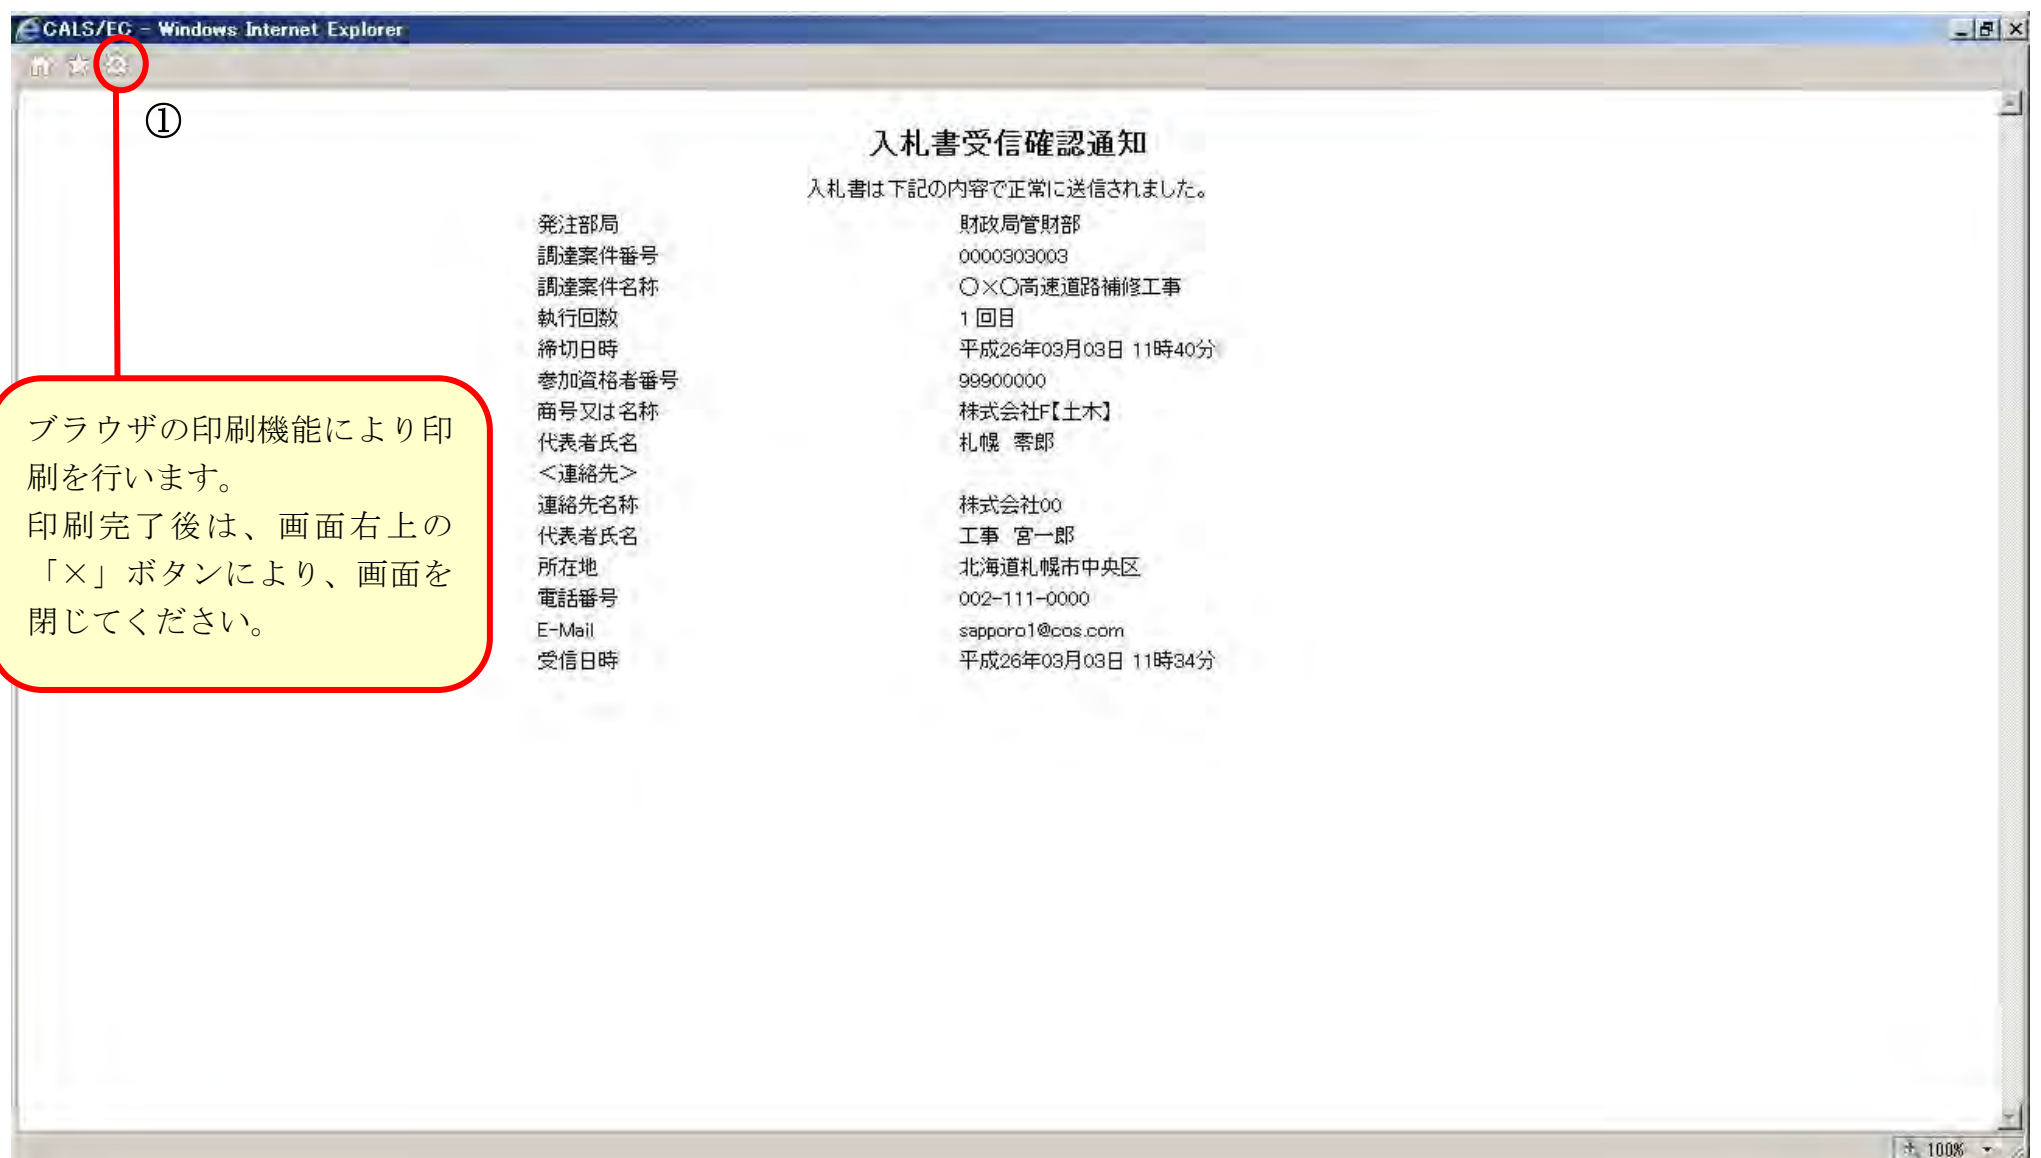 CALS/EC - Windows Internet Explorer
①
入札書受信確認通知
入札書は下記の内容で正常に送信されました。
発注部局 財政局管財部
調達案件番号 0000303003
調達案件名称 〇×〇高速道路補修工事
執行回数 1回目
締切日時 平成26年03月03日 11時40分
参加資格者番号 99900000
商号又は名称 株式会社F【土木】
代表者氏名 札幌 零郎
＜連絡先＞
連絡先名称 株式会社00
代表者氏名 工事 宮一郎
所在地 北海道札幌市中央区
電話番号 002-111-0000
E-Mail sapporo1@cos.com
受信日時 平成26年03月03日 11時34分
ブラウザの印刷機能により印
刷を行います。
印刷完了後は、画面右上の
「×」ボタンにより、画面を
閉じてください。
100%